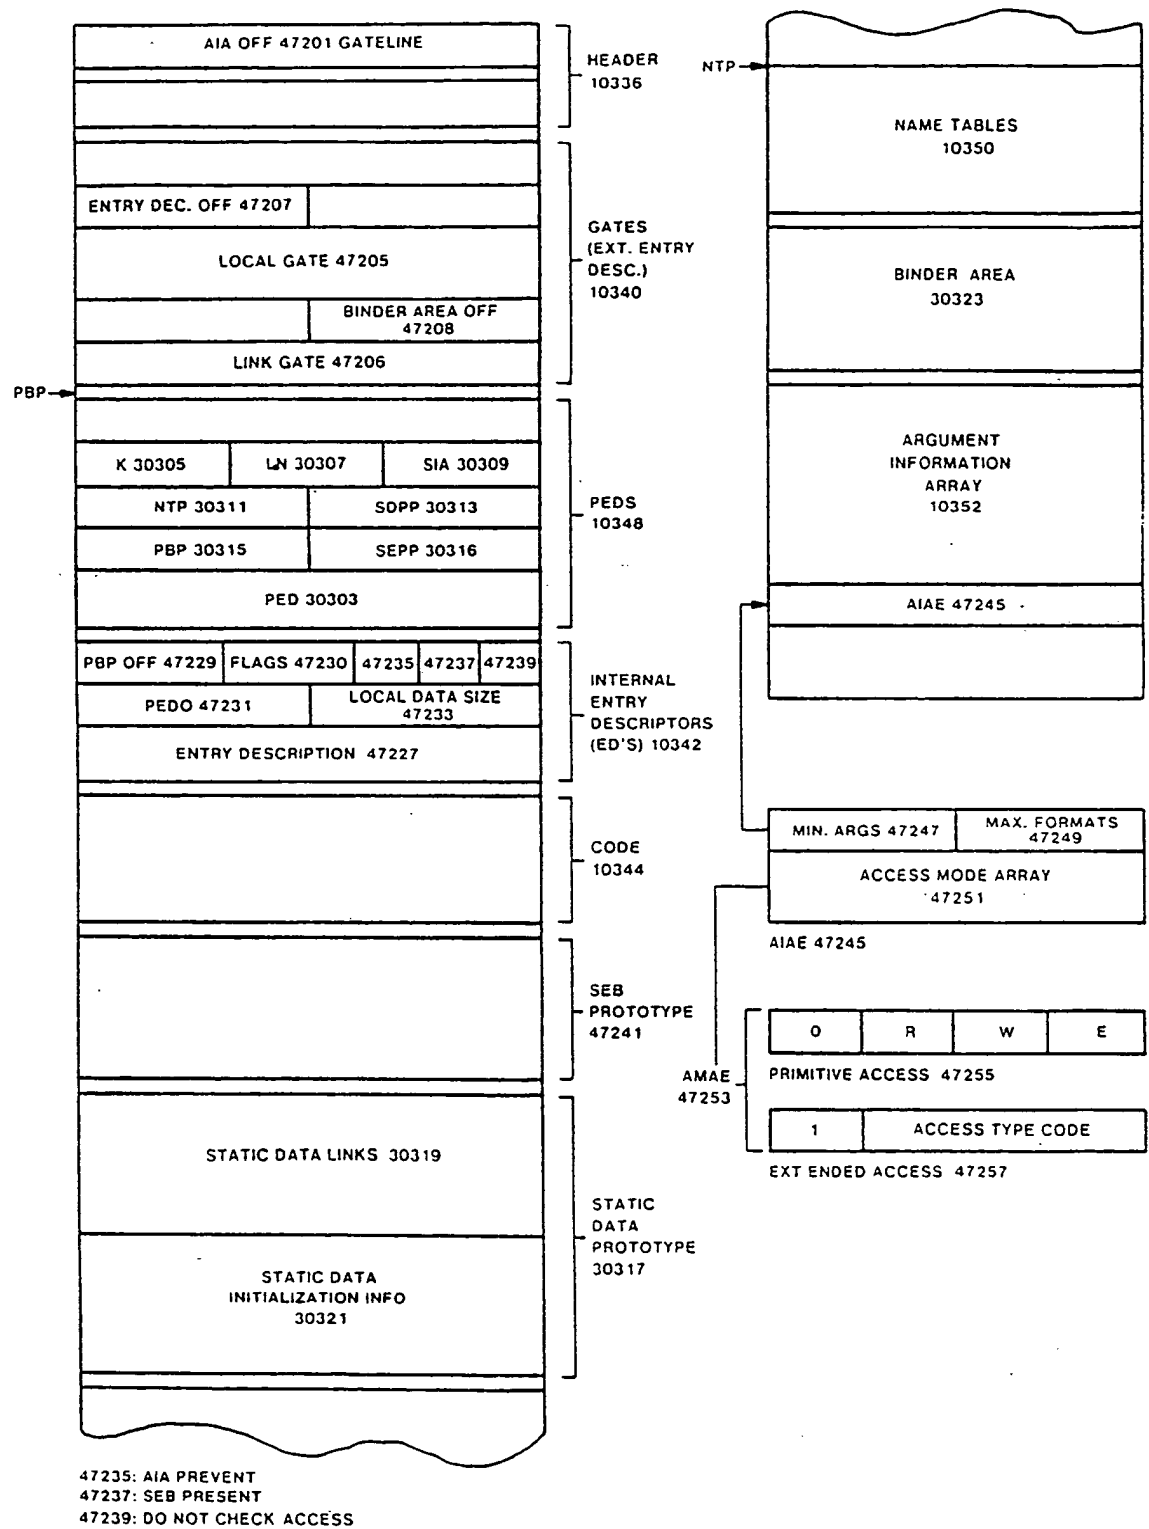 AIA OFF 47201 GATELINE
HEADER
10336
ENTRY DEC. OFF 47207
LOCAL GATE 47205
BINDER AREA OFF
47208
LINK GATE 47206
GATES
(EXT. ENTRY
DESC.)
10340
PBP
K 30305
LN 30307
SIA 30309
NTP 30311
SDPP 30313
PBP 30315
SEPP 30316
PED 30303
PEDS
10348
PBP OFF 47229
FLAGS 47230
47235
47237
47239
PEDO 47231
LOCAL DATA SIZE
47233
ENTRY DESCRIPTION 47227
INTERNAL
ENTRY
DESCRIPTORS
(ED'S) 10342
CODE
10344
SEB
PROTOTYPE
47241
STATIC DATA LINKS 30319
STATIC DATA
INITIALIZATION INFO
30321
STATIC
DATA
PROTOTYPE
30317
47235: AIA PREVENT
47237: SEB PRESENT
47239: DO NOT CHECK ACCESS
NTP
NAME TABLES
10350
BINDER AREA
30323
ARGUMENT
INFORMATION
ARRAY
10352
AIAE 47245
MIN. ARGS 47247
MAX. FORMATS
47249
ACCESS MODE ARRAY
47251
AIAE 47245
AMAE
47253
O R W E
PRIMITIVE ACCESS 47255
1 ACCESS TYPE CODE
EXT ENDED ACCESS 47257